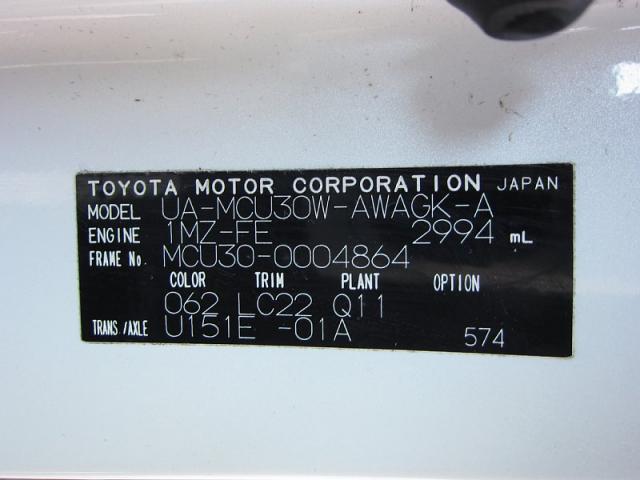 TOYOTA MOTOR CORPORATION JAPAN
MODEL UA-MCU30W-AWAGK-A
ENGINE 1MZ-FE 2994 mL
FRAME No. MCU30-0004864
COLOR TRIM PLANT OPTION
062 LC22 Q11
TRANS./AXLE U151E -01A 574